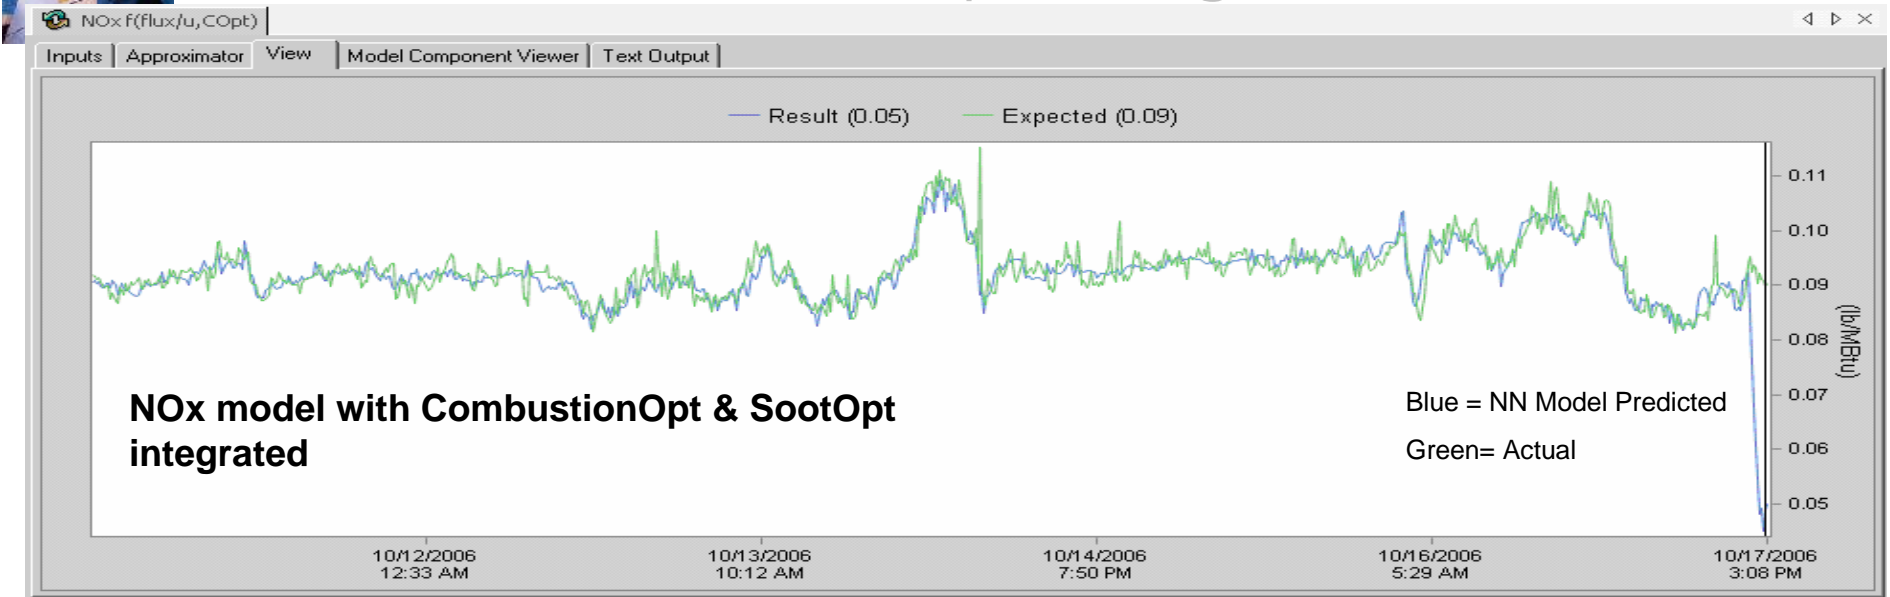 NOx f(flux/u,COpt)
Inputs Approximator View Model Component Viewer Text Output
Result (0.05) Expected (0.09)
0.11
0.10
0.09
0.08
0.07
0.06
0.05
(lb/MBtu)
NOx model with CombustionOpt & SootOpt
integrated
Blue = NN Model Predicted
Green= Actual
10/12/2006 10/13/2006 10/14/2006 10/16/2006 10/17/2006
12:33 AM 10:12 AM 7:50 PM 5:29 AM 3:08 PM